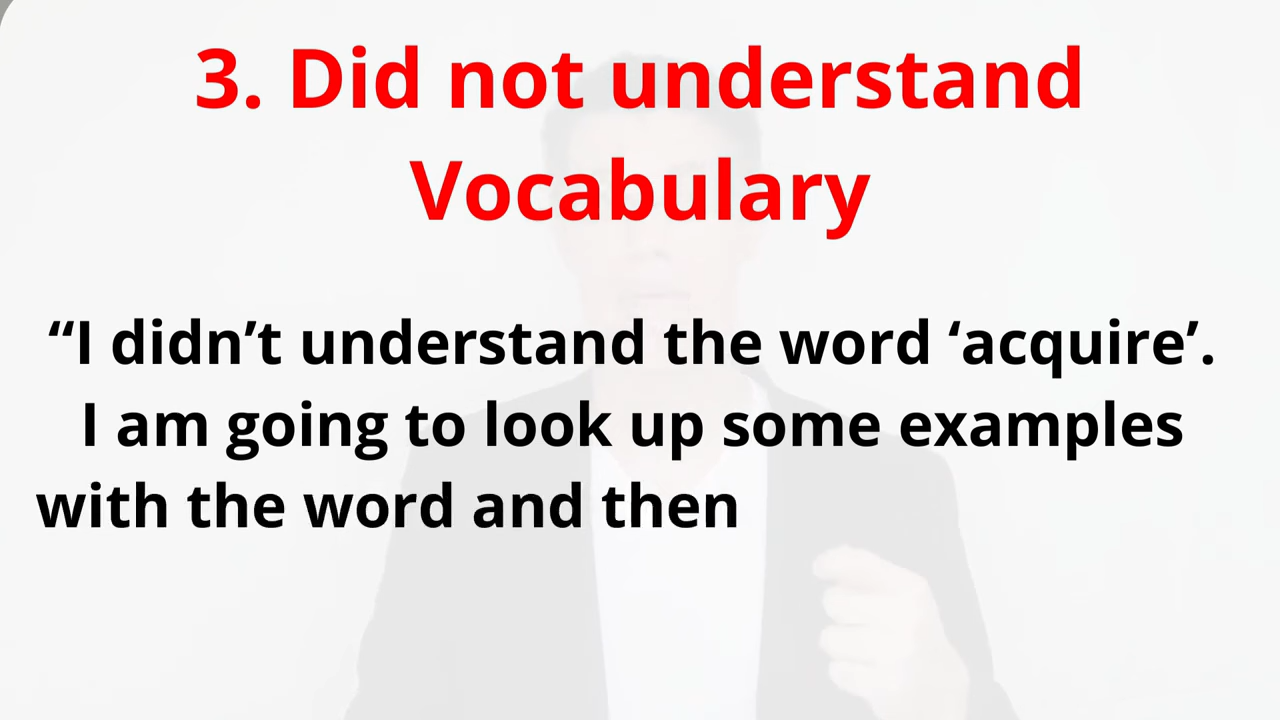 3. Did not understand
Vocabulary
“I didn’t understand the word ‘acquire’.
I am going to look up some examples
with the word and then